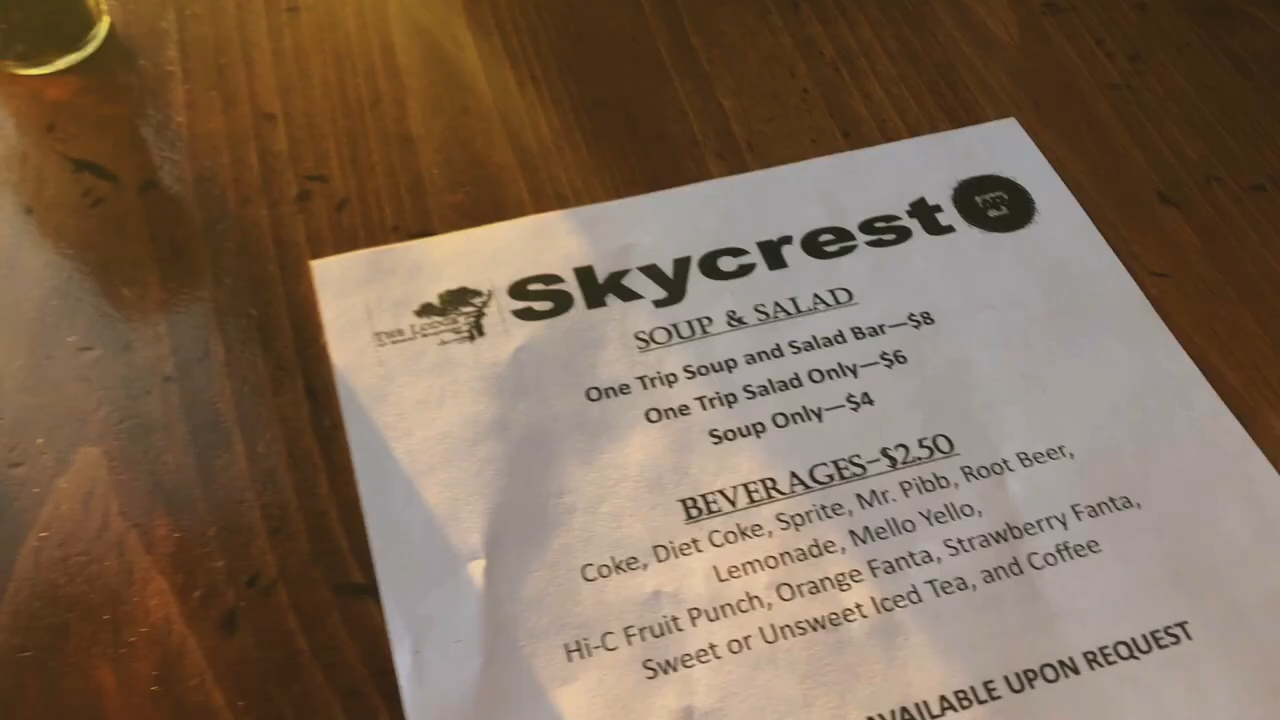 THE LODGE
Skycrest
SOUP & SALAD
One Trip Soup and Salad Bar—$8
One Trip Salad Only—$6
Soup Only—$4
BEVERAGES–$2.50
Coke, Diet Coke, Sprite, Mr. Pibb, Root Beer,
Lemonade, Mello Yello,
Hi-C Fruit Punch, Orange Fanta, Strawberry Fanta,
Sweet or Unsweet Iced Tea, and Coffee
AVAILABLE UPON REQUEST